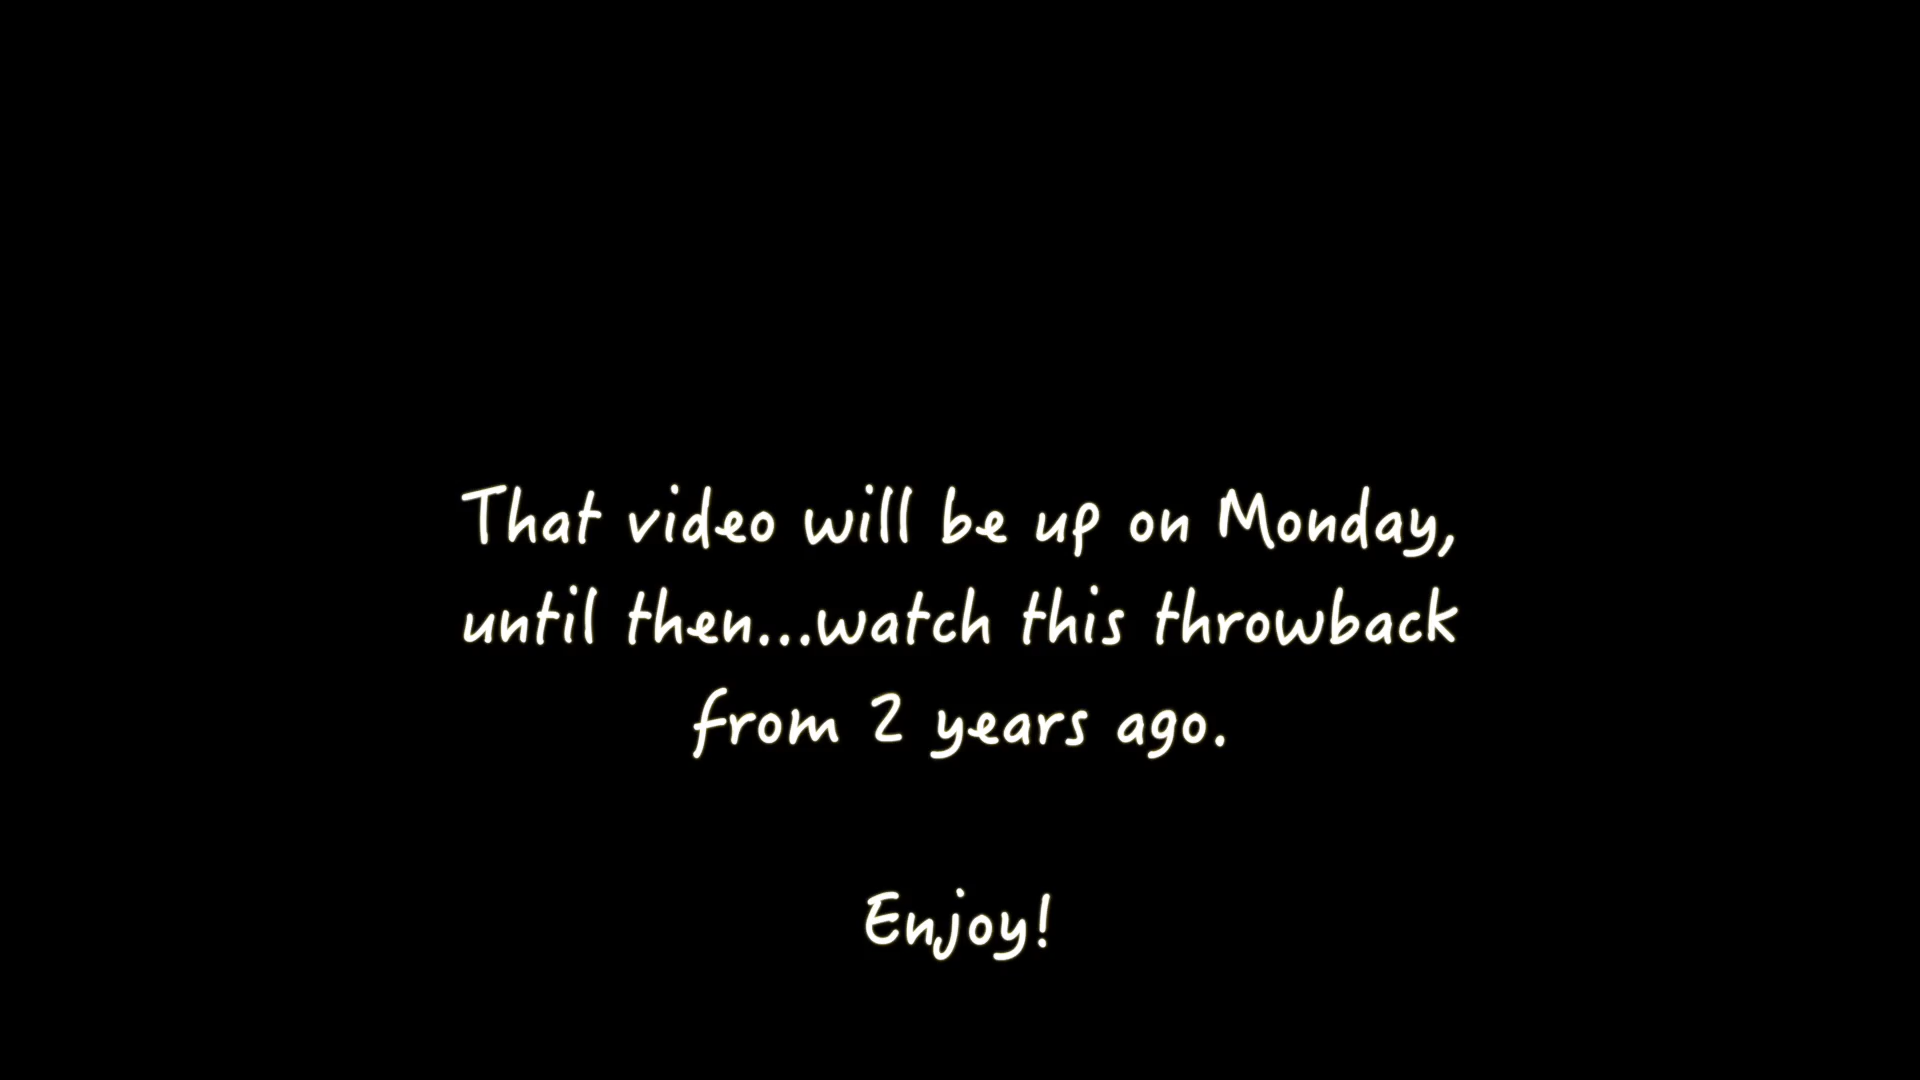 That video will be up on Monday,
until then...watch this throwback
from 2 years ago.
Enjoy!